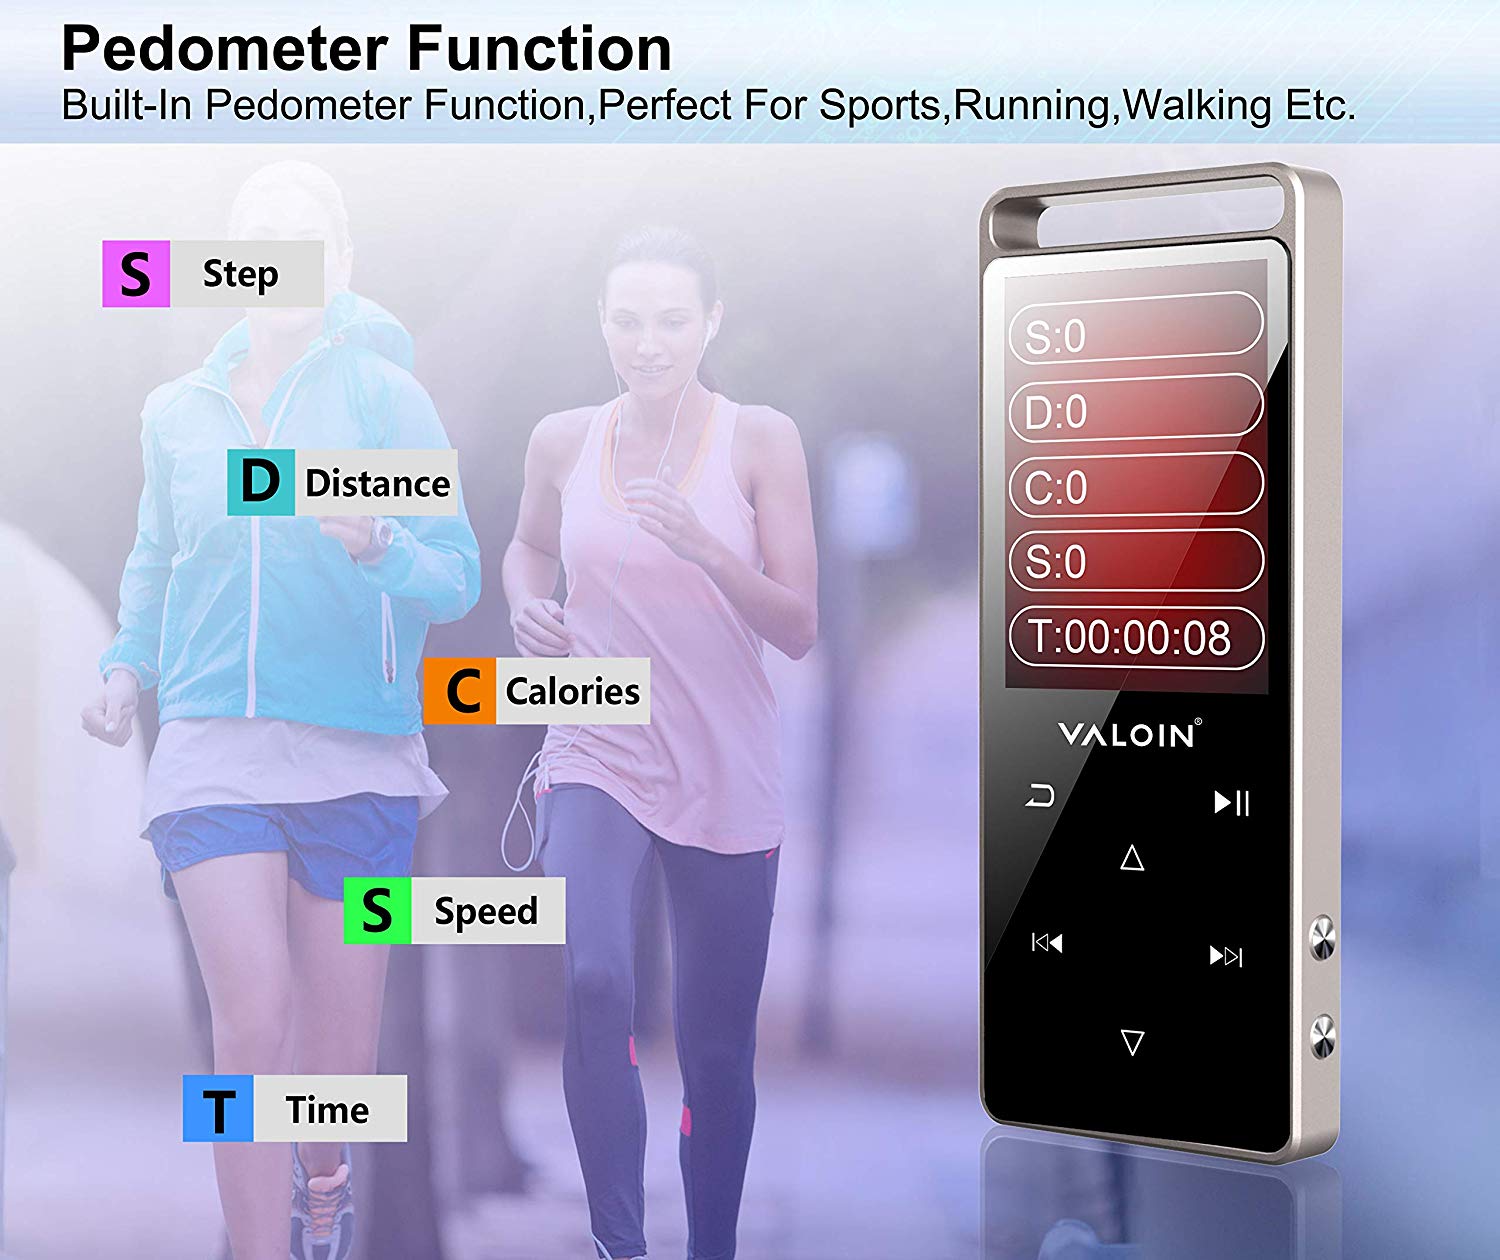 Pedometer Function
Built-In Pedometer Function,Perfect For Sports,Running,Walking Etc.
S Step
D Distance
C Calories
S Speed
T Time
S:0
D:0
C:0
S:0
T:00:00:08
VALOIN®